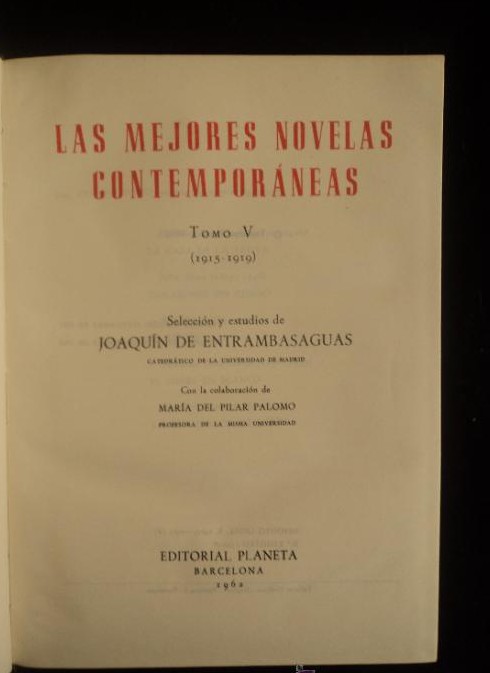 LAS MEJORES NOVELAS
CONTEMPORÁNEAS
TOMO V
(1915-1919)
Selección y estudios de
JOAQUÍN DE ENTRAMBASAGUAS
CATEDRÁTICO DE LA UNIVERSIDAD DE MADRID
Con la colaboración de
MARÍA DEL PILAR PALOMO
PROFESORA DE LA MISMA UNIVERSIDAD
EDITORIAL PLANETA
BARCELONA
1962